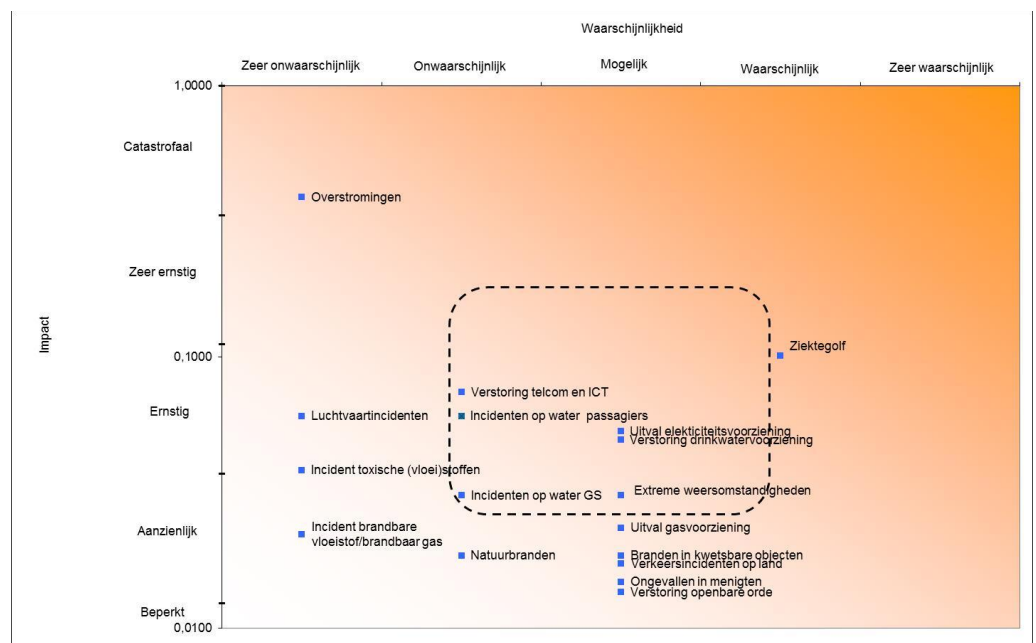 Waarschijnlijkheid
Zeer onwaarschijnlijk
Onwaarschijnlijk
Mogelijk
Waarschijnlijk
Zeer waarschijnlijk
1,0000
Catastrofaal
Overstromingen
Zeer ernstig
Impact
Ziektegolf
0,1000
Verstoring telcom en ICT
Ernstig
Luchtvaartincidenten
Incidenten op water passagiers
Uitval elekticiteitsvoorziening
Verstoring drinkwatervoorziening
Incident toxische (vloei)stoffen
Incidenten op water GS
Extreme weersomstandigheden
Aanzienlijk
Incident brandbare
vloeistof/brandbaar gas
Uitval gasvoorziening
Natuurbranden
Branden in kwetsbare objecten
Verkeersincidenten op land
Ongevallen in menigten
Verstoring openbare orde
Beperkt
0,0100